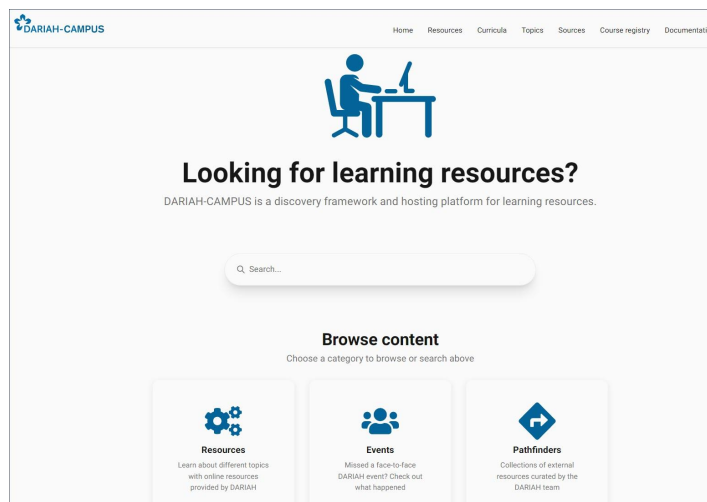 DARIAH-CAMPUS
Home Resources Curricula Topics Sources Course registry Documentati
Looking for learning resources?
DARIAH-CAMPUS is a discovery framework and hosting platform for learning resources.
Search...
Browse content
Choose a category to browse or search above
Resources
Learn about different topics
with online resources
provided by DARIAH
Events
Missed a face-to-face
DARIAH event? Check out
what happened
Pathfinders
Collections of external
resources curated by the
DARIAH team